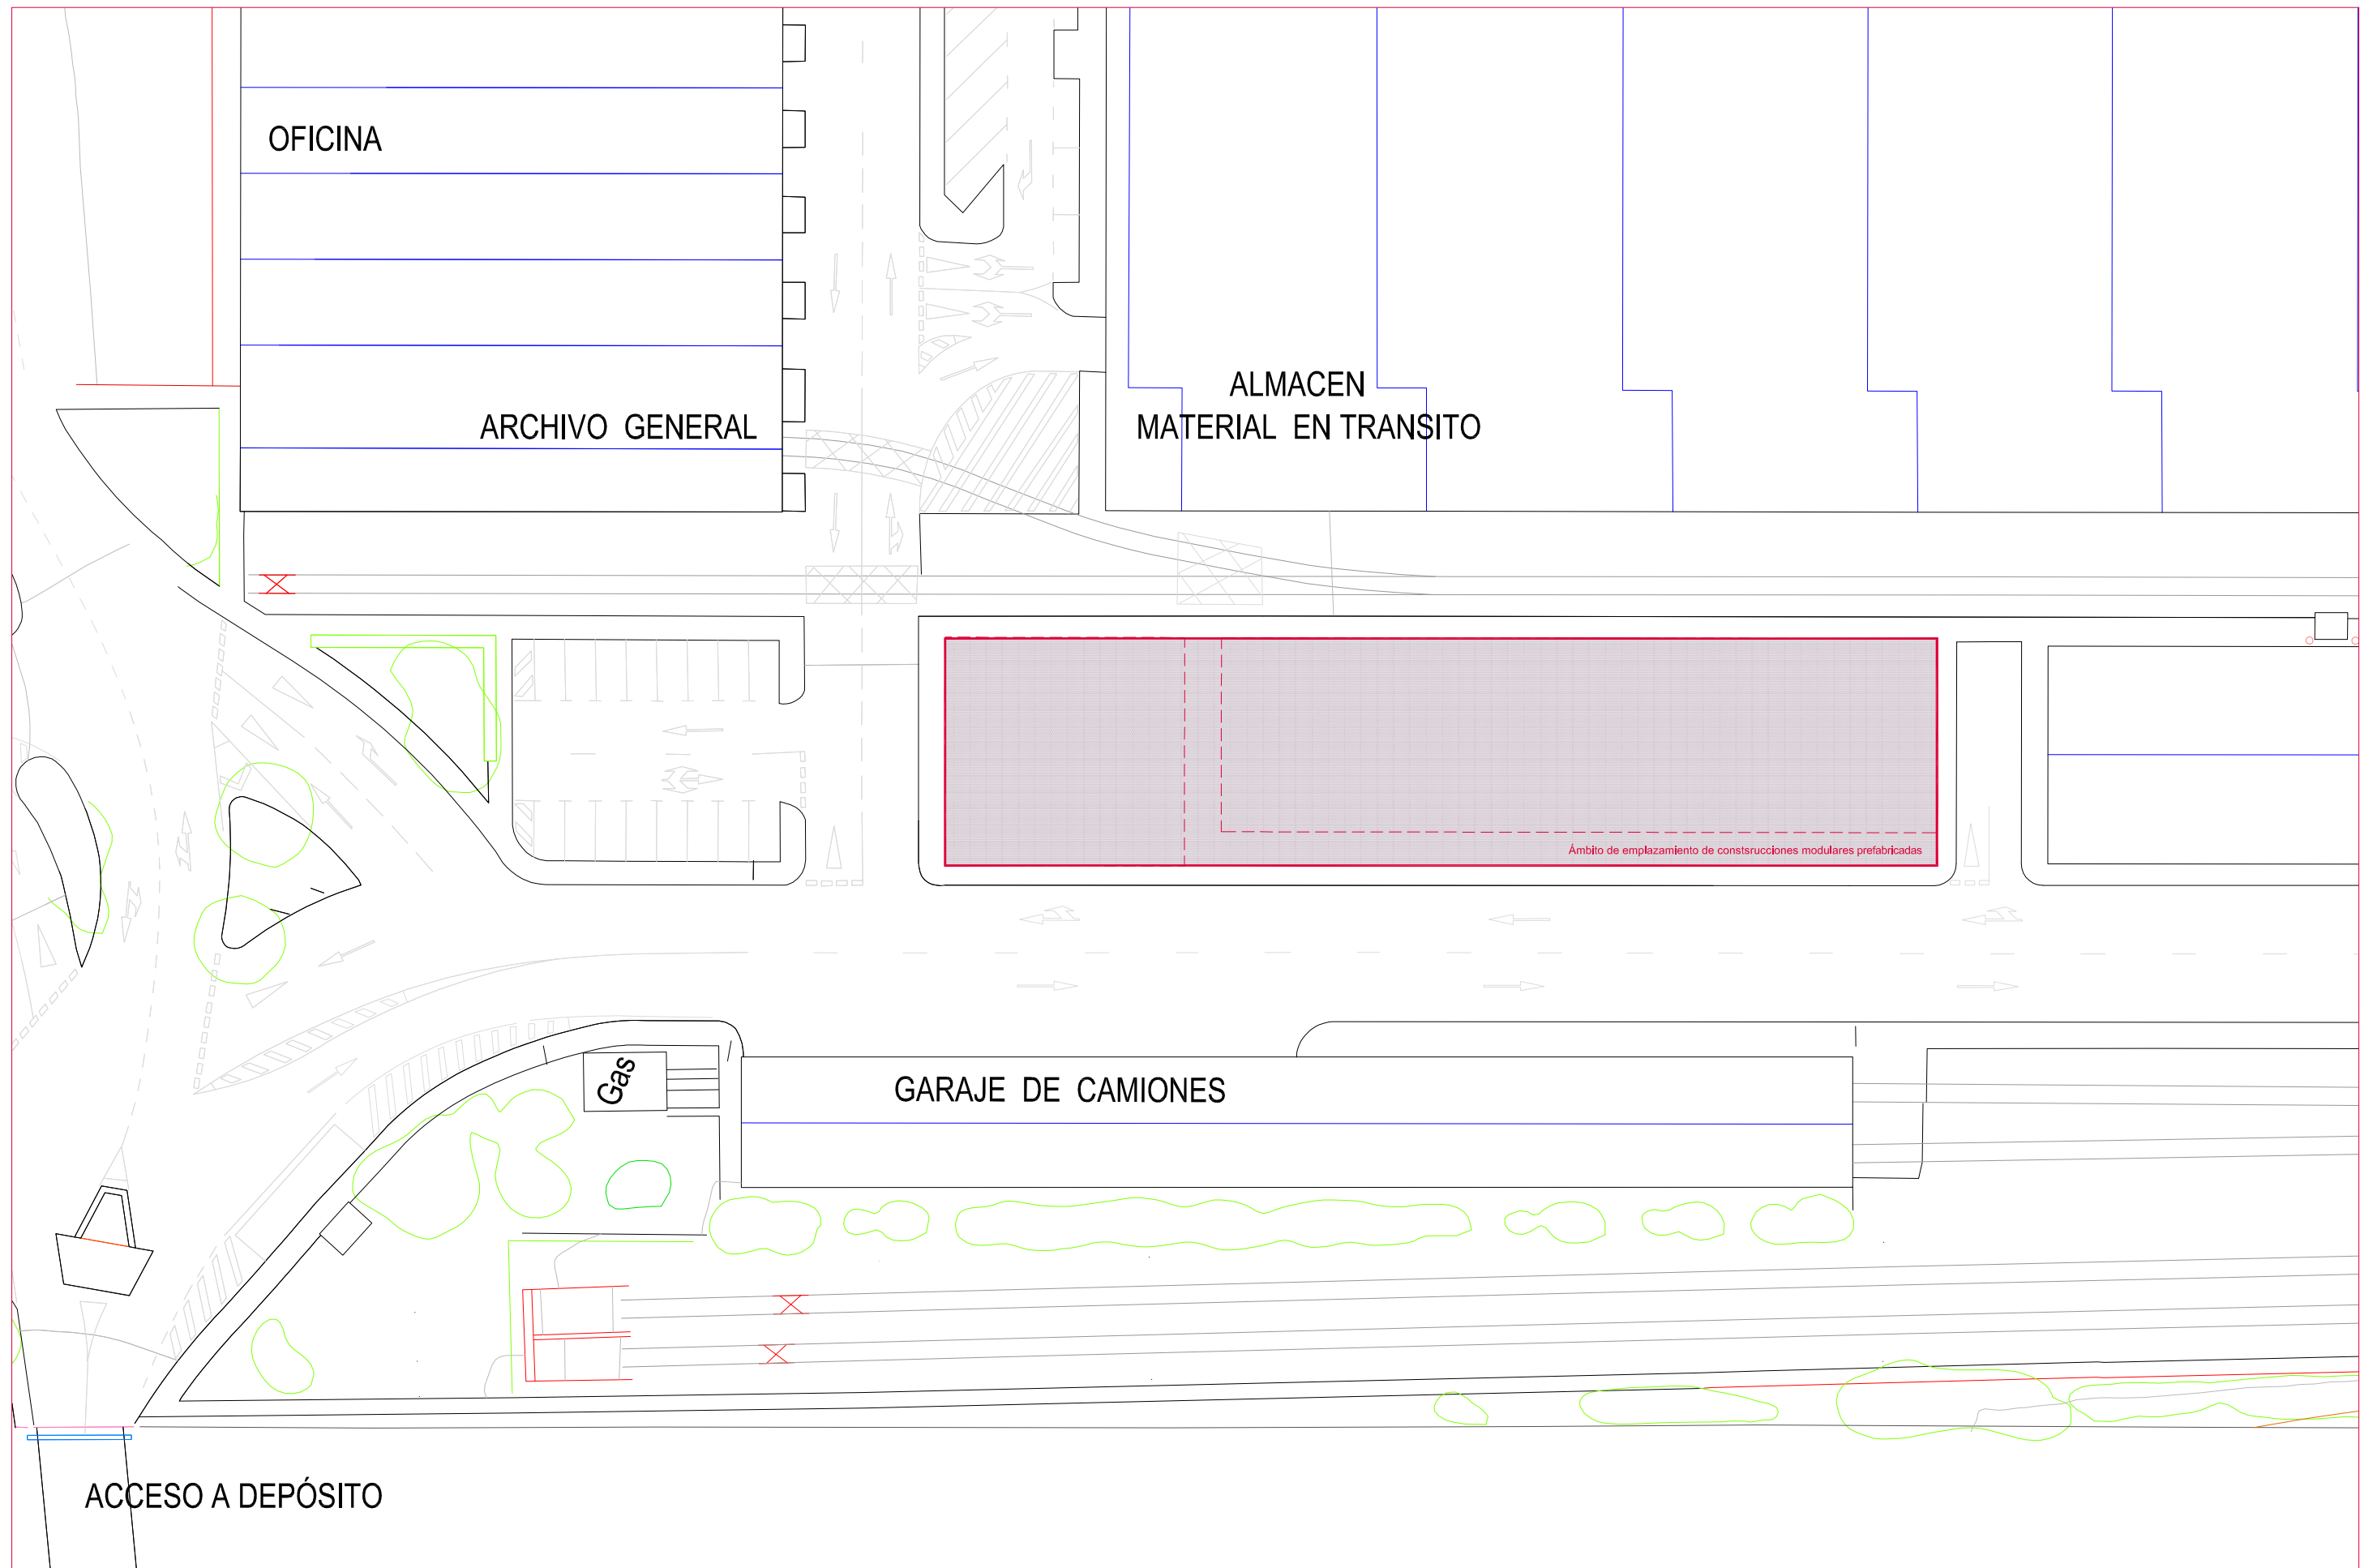 OFICINA
ARCHIVO GENERAL
ALMACEN
MATERIAL EN TRANSITO
Ámbito de emplazamiento de constsrucciones modulares prefabricadas
Gas
GARAJE DE CAMIONES
ACCESO A DEPÓSITO